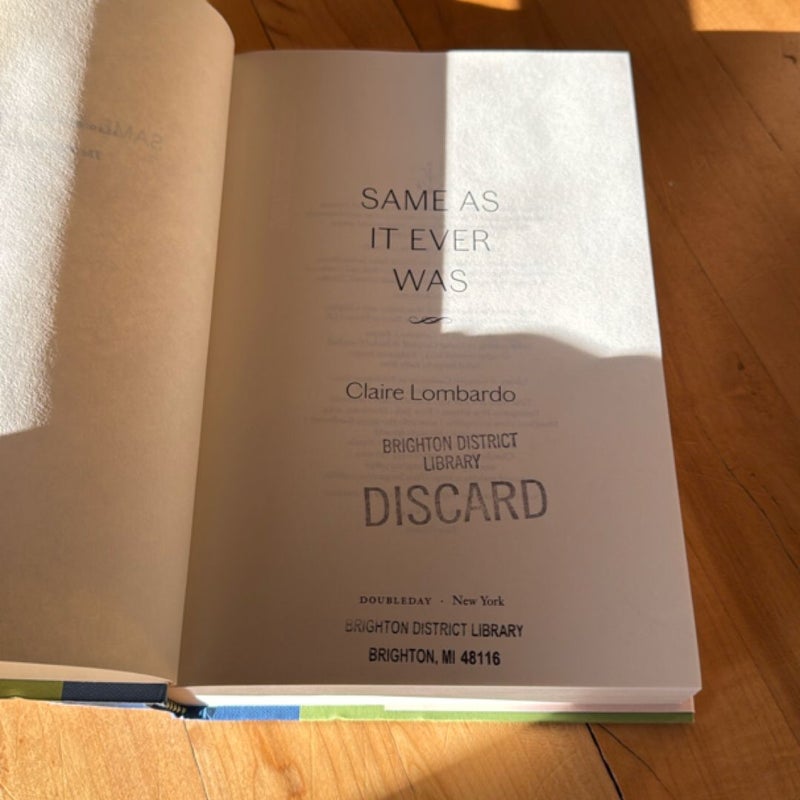 SAME AS
IT EVER
WAS
Claire Lombardo
BRIGHTON DISTRICT
LIBRARY
DISCARD
DOUBLEDAY · New York
BRIGHTON DISTRICT LIBRARY
BRIGHTON, MI 48116